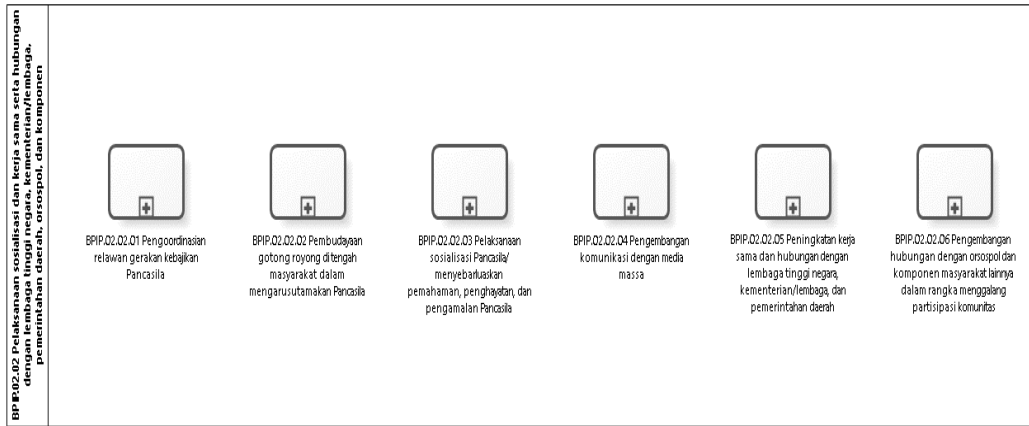 BPIP.02.02 Pelaksanaan sosialisasi dan kerja sama serta hubungan
dengan lembaga tinggi negara, kementerian/lembaga,
pemerintahan daerah, orsospol, dan komponen
BPIP.02.02.01 Pengoordinasian
relawan gerakan kebajikan
Pancasila
BPIP.02.02.02 Pembudayaan
gotong royong di tengah
masyarakat dalam
mengarusutamakan Pancasila
BPIP.02.02.03 Pelaksanaan
sosialisasi Pancasila/
menyebarluaskan
pemahaman, penghayatan, dan
pengamalan Pancasila
BPIP.02.02.04 Pengembangan
komunikasi dengan media
massa
BPIP.02.02.05 Peningkatan kerja
sama dan hubungan dengan
lembaga tinggi negara,
kementerian/lembaga, dan
pemerintahan daerah
BPIP.02.02.06 Pengembangan
hubungan dengan orsospol dan
komponen masyarakat lainnya
dalam rangka menggalang
partisipasi komunitas